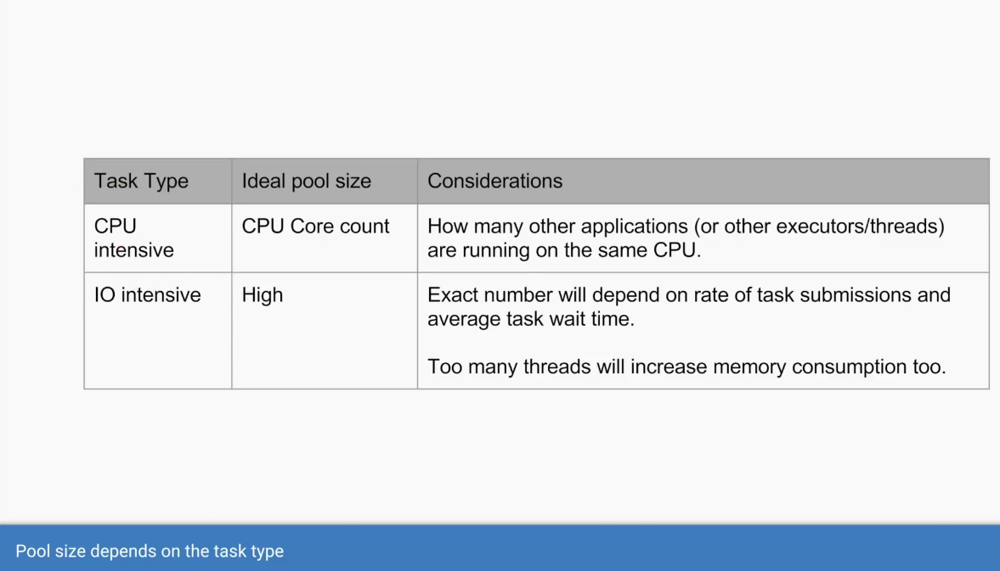 Task Type
Ideal pool size
Considerations
CPU
intensive
CPU Core count
How many other applications (or other executors/threads)
are running on the same CPU.
IO intensive
High
Exact number will depend on rate of task submissions and
average task wait time.
Too many threads will increase memory consumption too.
Pool size depends on the task type